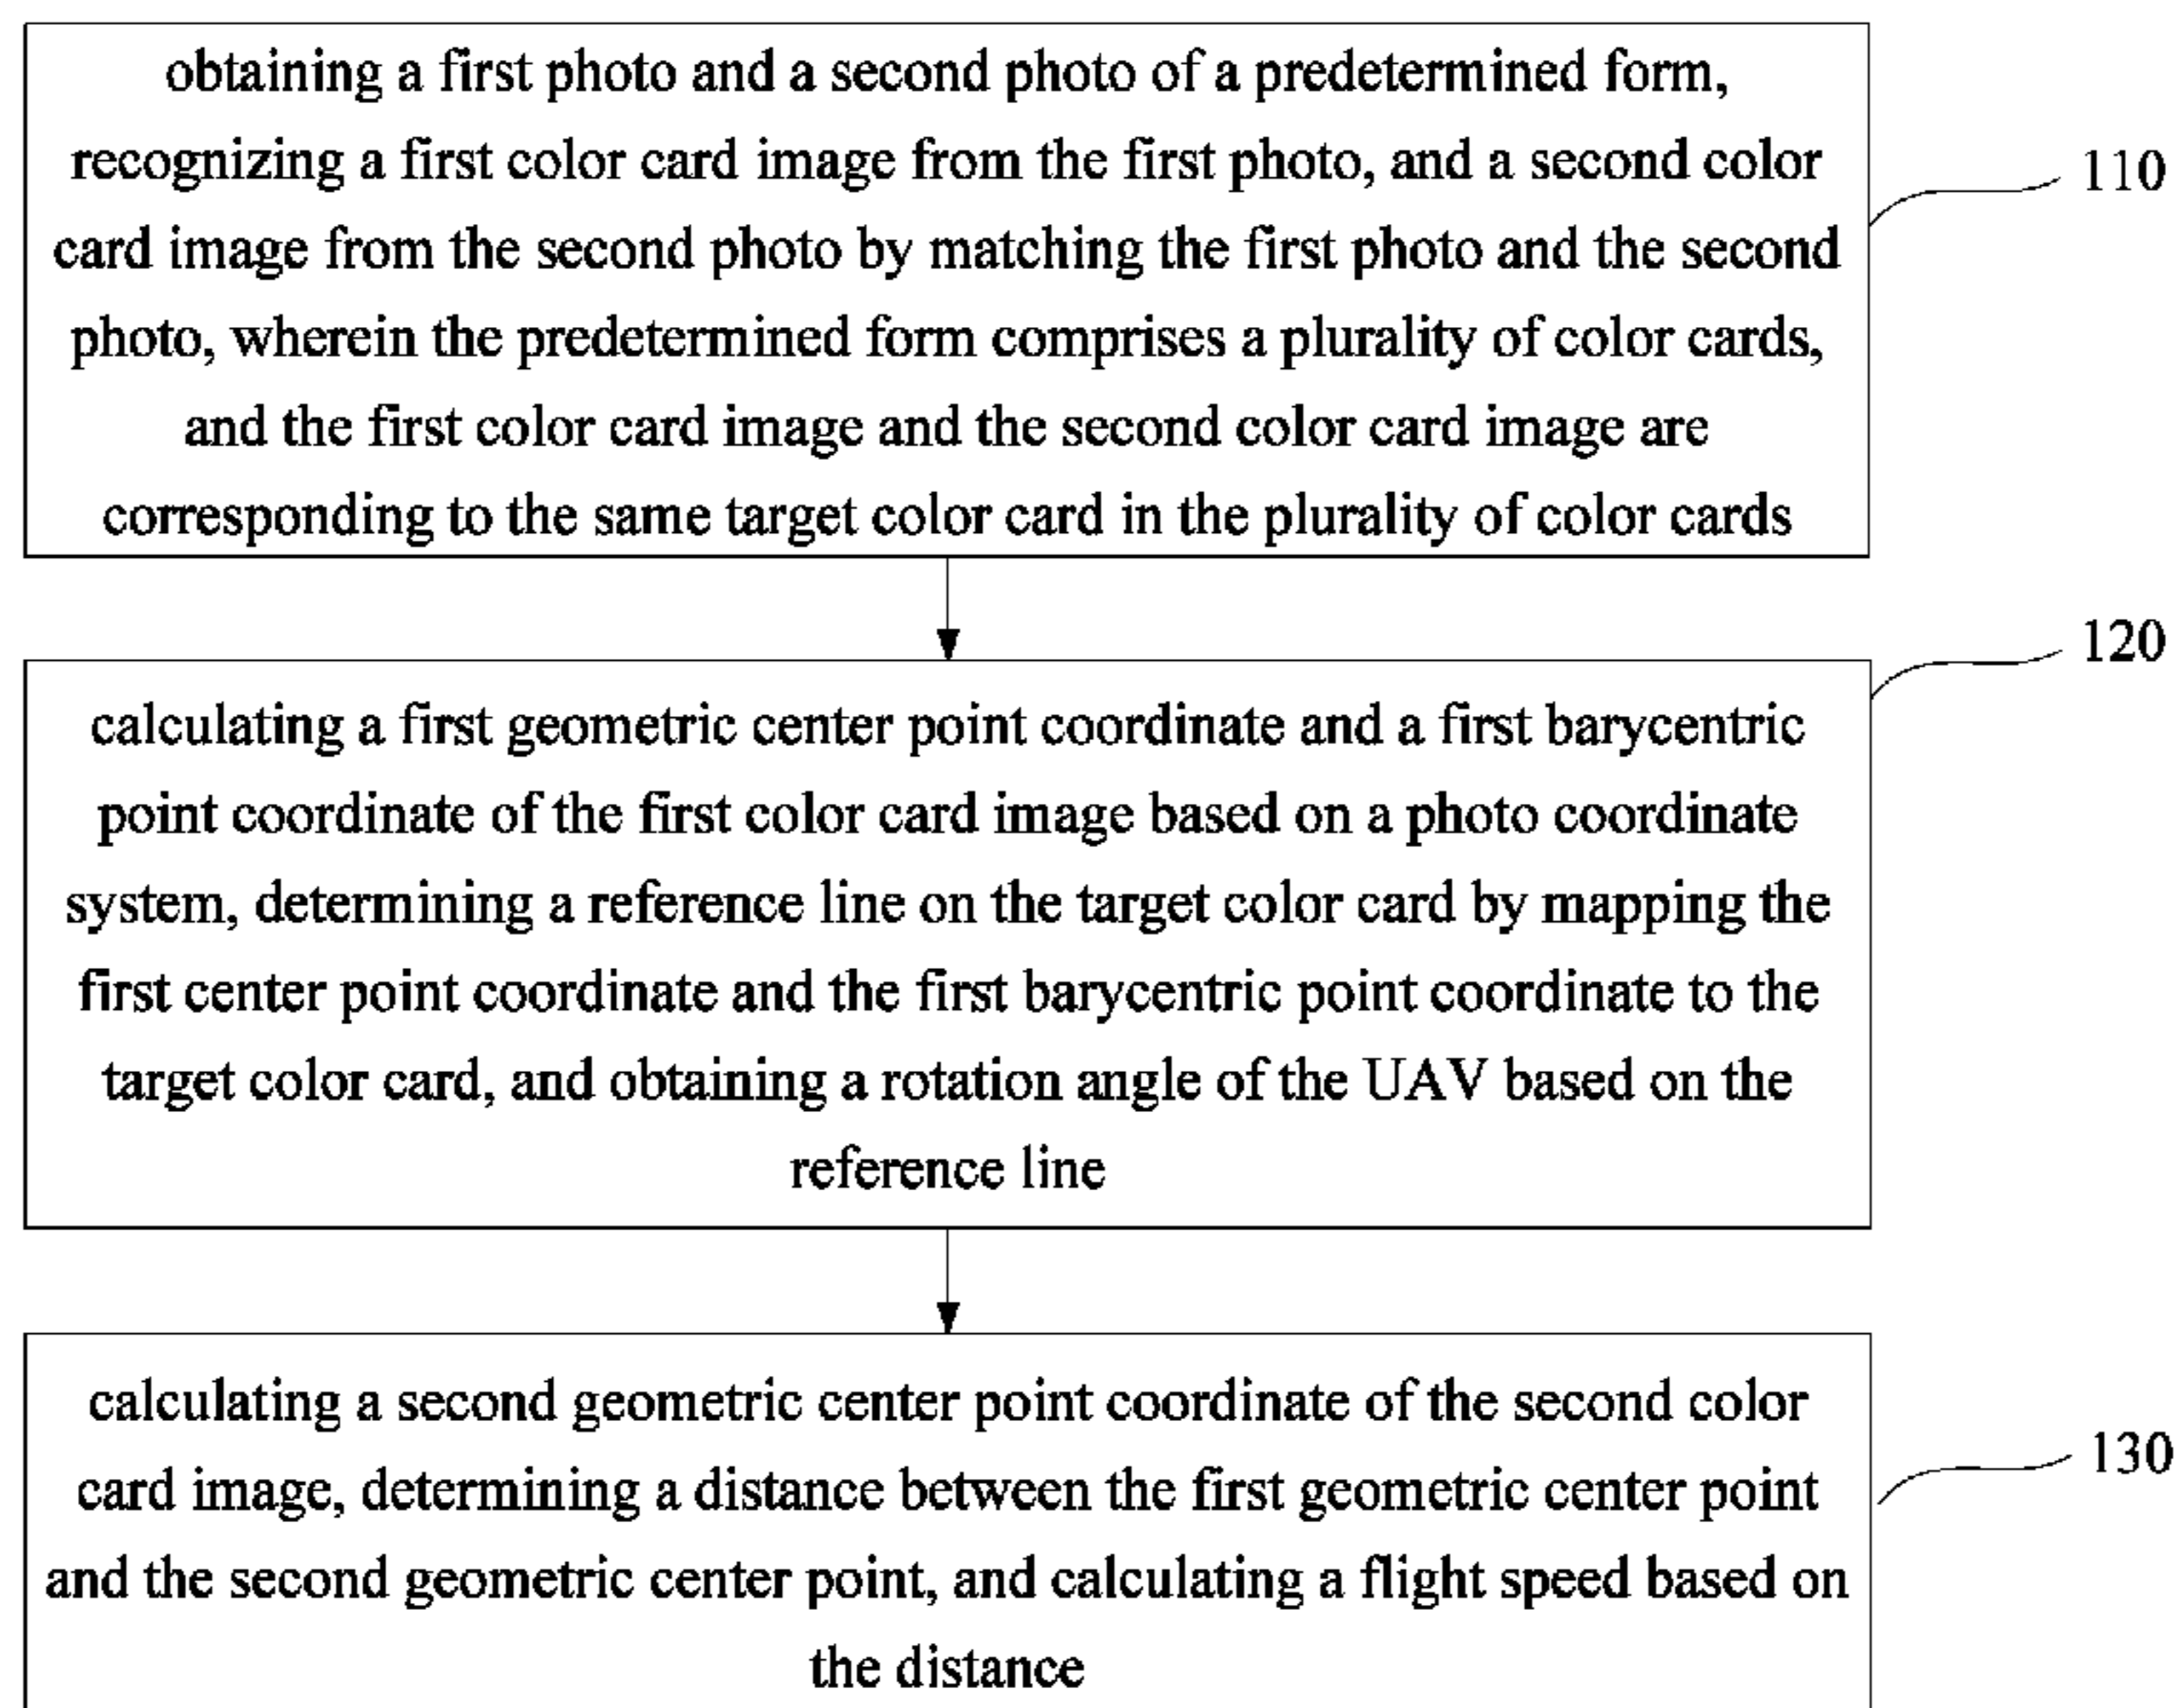 obtaining a first photo and a second photo of a predetermined form,
recognizing a first color card image from the first photo, and a second color
card image from the second photo by matching the first photo and the second
photo, wherein the predetermined form comprises a plurality of color cards,
and the first color card image and the second color card image are
corresponding to the same target color card in the plurality of color cards
110
120
calculating a first geometric center point coordinate and a first barycentric
point coordinate of the first color card image based on a photo coordinate
system, determining a reference line on the target color card by mapping the
first center point coordinate and the first barycentric point coordinate to the
target color card, and obtaining a rotation angle of the UAV based on the
reference line
calculating a second geometric center point coordinate of the second color
card image, determining a distance between the first geometric center point
and the second geometric center point, and calculating a flight speed based on
the distance
130